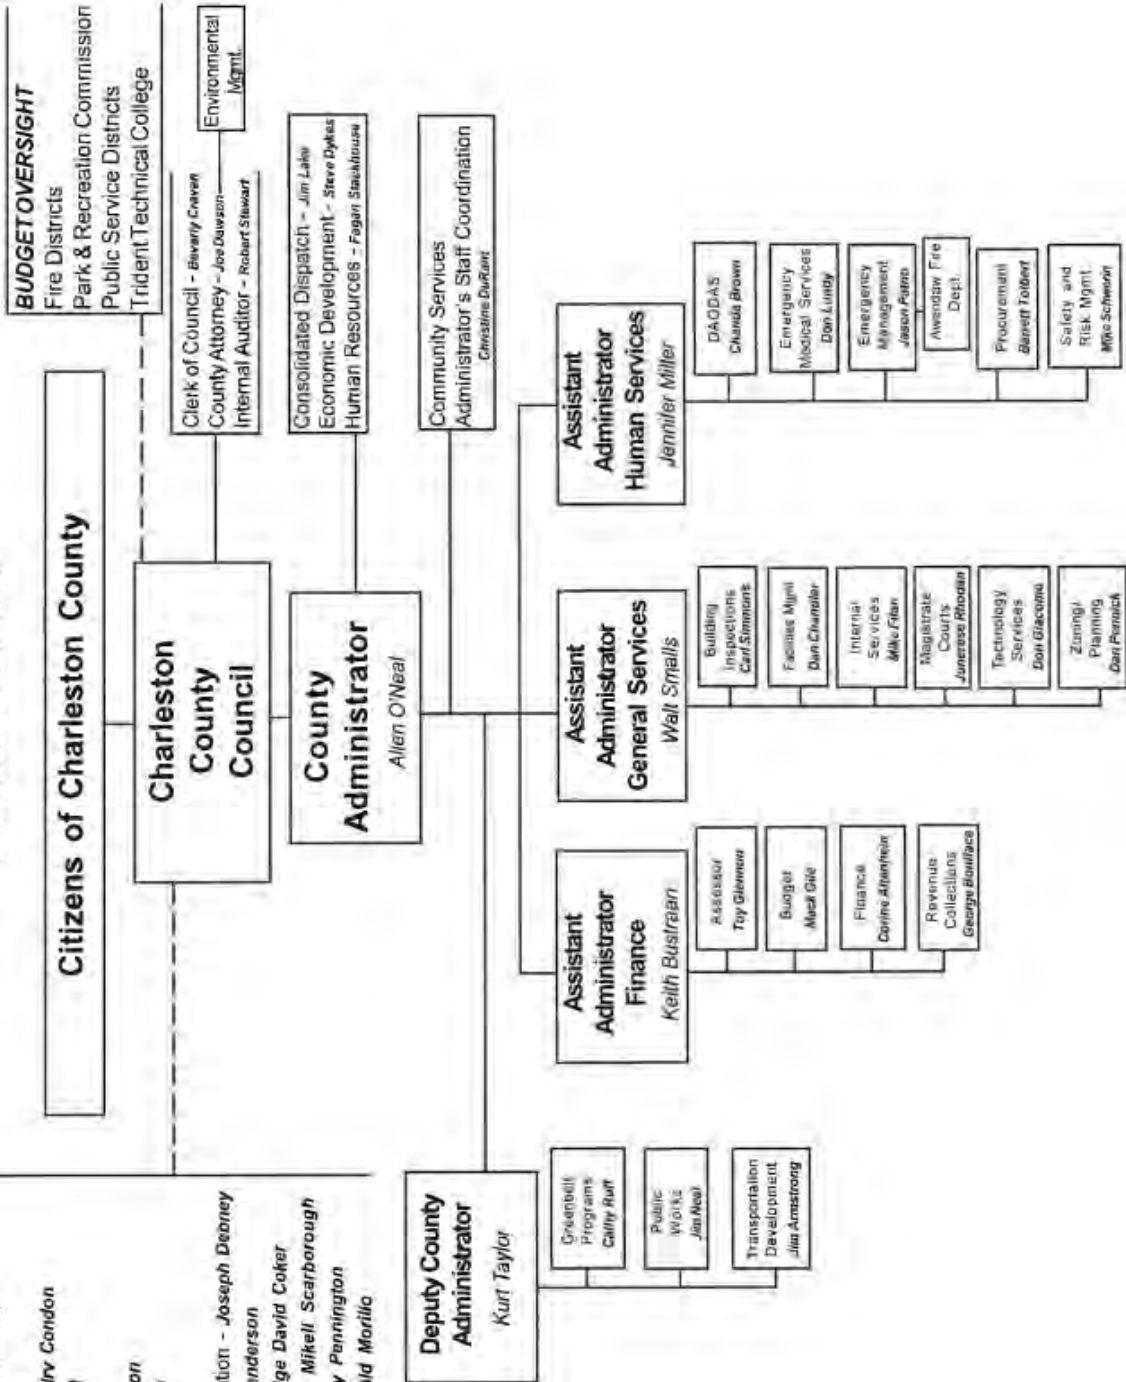 Citizens of Charleston County
BUDGET OVERSIGHT
Fire Districts
Park & Recreation Commission
Public Service Districts
Trident Technical College
Charleston
County
Council
Clerk of Council - Beverly Craven
County Attorney - Joe Dawson
Internal Auditor - Robert Stewart
Environmental
Mgmt.
Irv Condon
tion - Joseph Debney
enderson
ge David Coker
Mikell Scarborough
y Pennington
ld Morillo
County
Administrator
Allen O'Neal
Consolidated Dispatch - Jim Lake
Economic Development - Steve Dykes
Human Resources - Fagan Stackhouse
Community Services
Administrator's Staff Coordination
Christine DuRant
Deputy County
Administrator
Kurt Taylor
Greenbelt
Programs
Cathy Ruff
Public
Works
Jim Neal
Transportation
Development
Jim Armstrong
Assistant
Administrator
Finance
Keith Bustraan
Assessor
Toy Glennon
Budget
Mack Gile
Finance
Corine Altenhein
Revenue
Collections
George Boniface
Assistant
Administrator
General Services
Walt Smalls
Building
Inspections
Carl Simmons
Facilities Mgmt
Dan Chandler
Internal
Services
Mike Filan
Magistrate
Courts
Junerese Rhodan
Technology
Services
Dan Giacomo
Zoning/
Planning
Dan Pennick
Assistant
Administrator
Human Services
Jennifer Miller
DAODAS
Chanda Brown
Emergency
Medical Services
Don Lundy
Emergency
Management
Jason Patno
Awendaw Fire
Dept.
Procurement
Barrett Tolbert
Safety and
Risk Mgmt.
Mike Schwerin